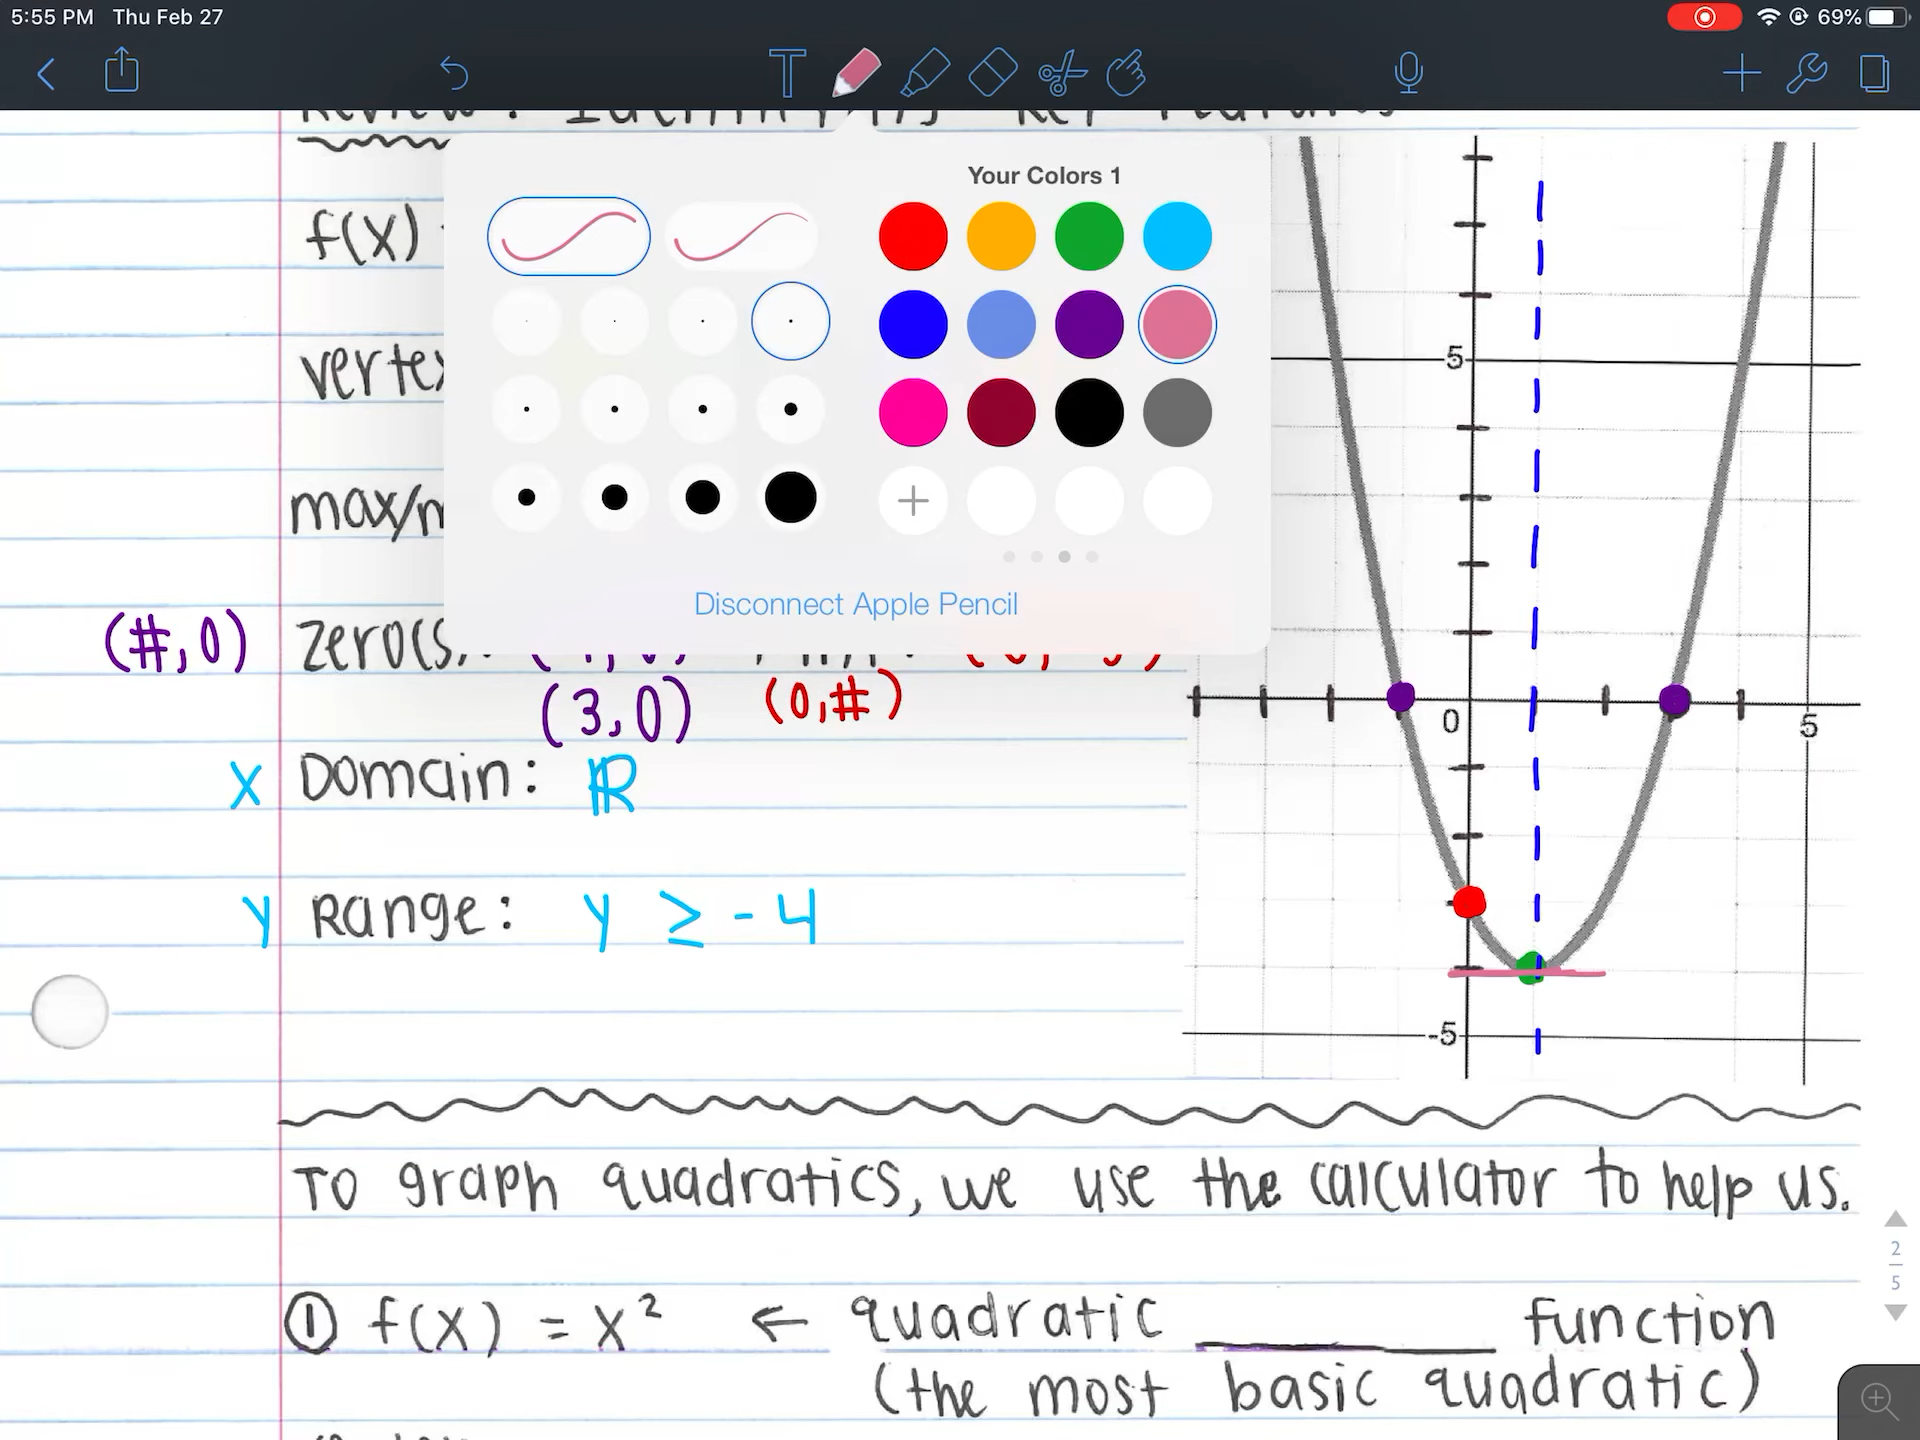 5:55 PM Thu Feb 27 69%
T
Your Colors 1
f(x)
vertex
max/m
Disconnect Apple Pencil
(#,0) zero(s)
(3,0) (0,#)
x Domain: ℝ
y Range: y ≥ -4
5
0
5
-5
To graph quadratics, we use the calculator to help us.
① f(x) = x² ← quadratic ______ function
(the most basic quadratic)
2
5